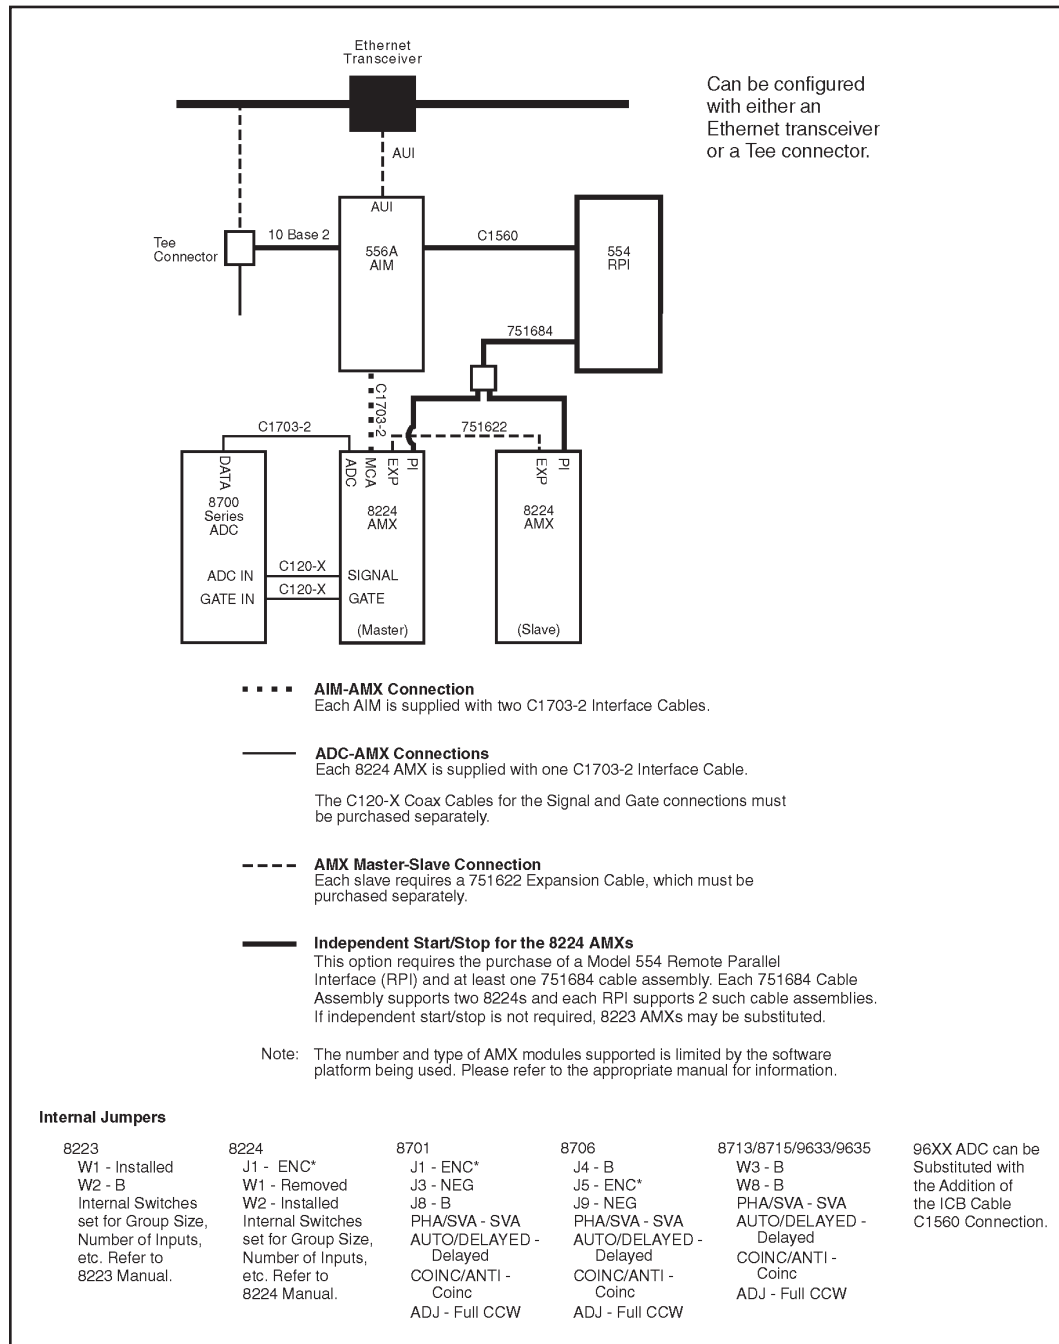 Ethernet
Transceiver
Can be configured
with either an
Ethernet transceiver
or a Tee connector.
AUI
AUI
Tee
Connector
10 Base 2
556A
AIM
C1560
554
RPI
751684
C1703-2
C1703-2
751622
DATA
8700
Series
ADC
ADC
MCA
EXP
PI
8224
AMX
EXP
PI
8224
AMX
ADC IN
C120-X
SIGNAL
GATE IN
C120-X
GATE
(Master)
(Slave)
AIM-AMX Connection
Each AIM is supplied with two C1703-2 Interface Cables.
ADC-AMX Connections
Each 8224 AMX is supplied with one C1703-2 Interface Cable.
The C120-X Coax Cables for the Signal and Gate connections must
be purchased separately.
AMX Master-Slave Connection
Each slave requires a 751622 Expansion Cable, which must be
purchased separately.
Independent Start/Stop for the 8224 AMXs
This option requires the purchase of a Model 554 Remote Parallel
Interface (RPI) and at least one 751684 cable assembly. Each 751684 Cable
Assembly supports two 8224s and each RPI supports 2 such cable assemblies.
If independent start/stop is not required, 8223 AMXs may be substituted.
Note: The number and type of AMX modules supported is limited by the software
platform being used. Please refer to the appropriate manual for information.
Internal Jumpers
8223
W1 - Installed
W2 - B
Internal Switches
set for Group Size,
Number of Inputs,
etc. Refer to
8223 Manual.
8224
J1 - ENC*
W1 - Removed
W2 - Installed
Internal Switches
set for Group Size,
Number of Inputs,
etc. Refer to
8224 Manual.
8701
J1 - ENC*
J3 - NEG
J8 - B
PHA/SVA - SVA
AUTO/DELAYED -
Delayed
COINC/ANTI -
Coinc
ADJ - Full CCW
8706
J4 - B
J5 - ENC*
J9 - NEG
PHA/SVA - SVA
AUTO/DELAYED -
Delayed
COINC/ANTI -
Coinc
ADJ - Full CCW
8713/8715/9633/9635
W3 - B
W8 - B
PHA/SVA - SVA
AUTO/DELAYED -
Delayed
COINC/ANTI -
Coinc
ADJ - Full CCW
96XX ADC can be
Substituted with
the Addition of
the ICB Cable
C1560 Connection.